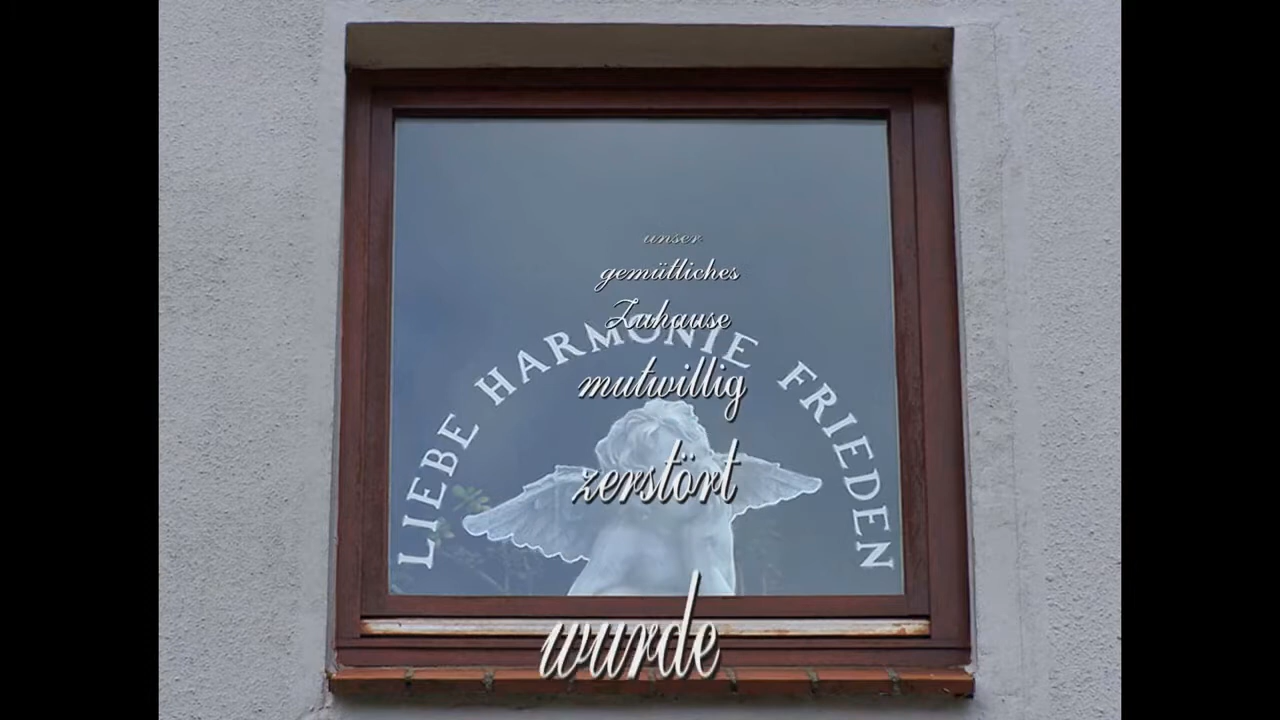 unser
gemütliches
Zuhause
LIEBE HARMONIE FRIEDEN
mutwillig
zerstört
wurde